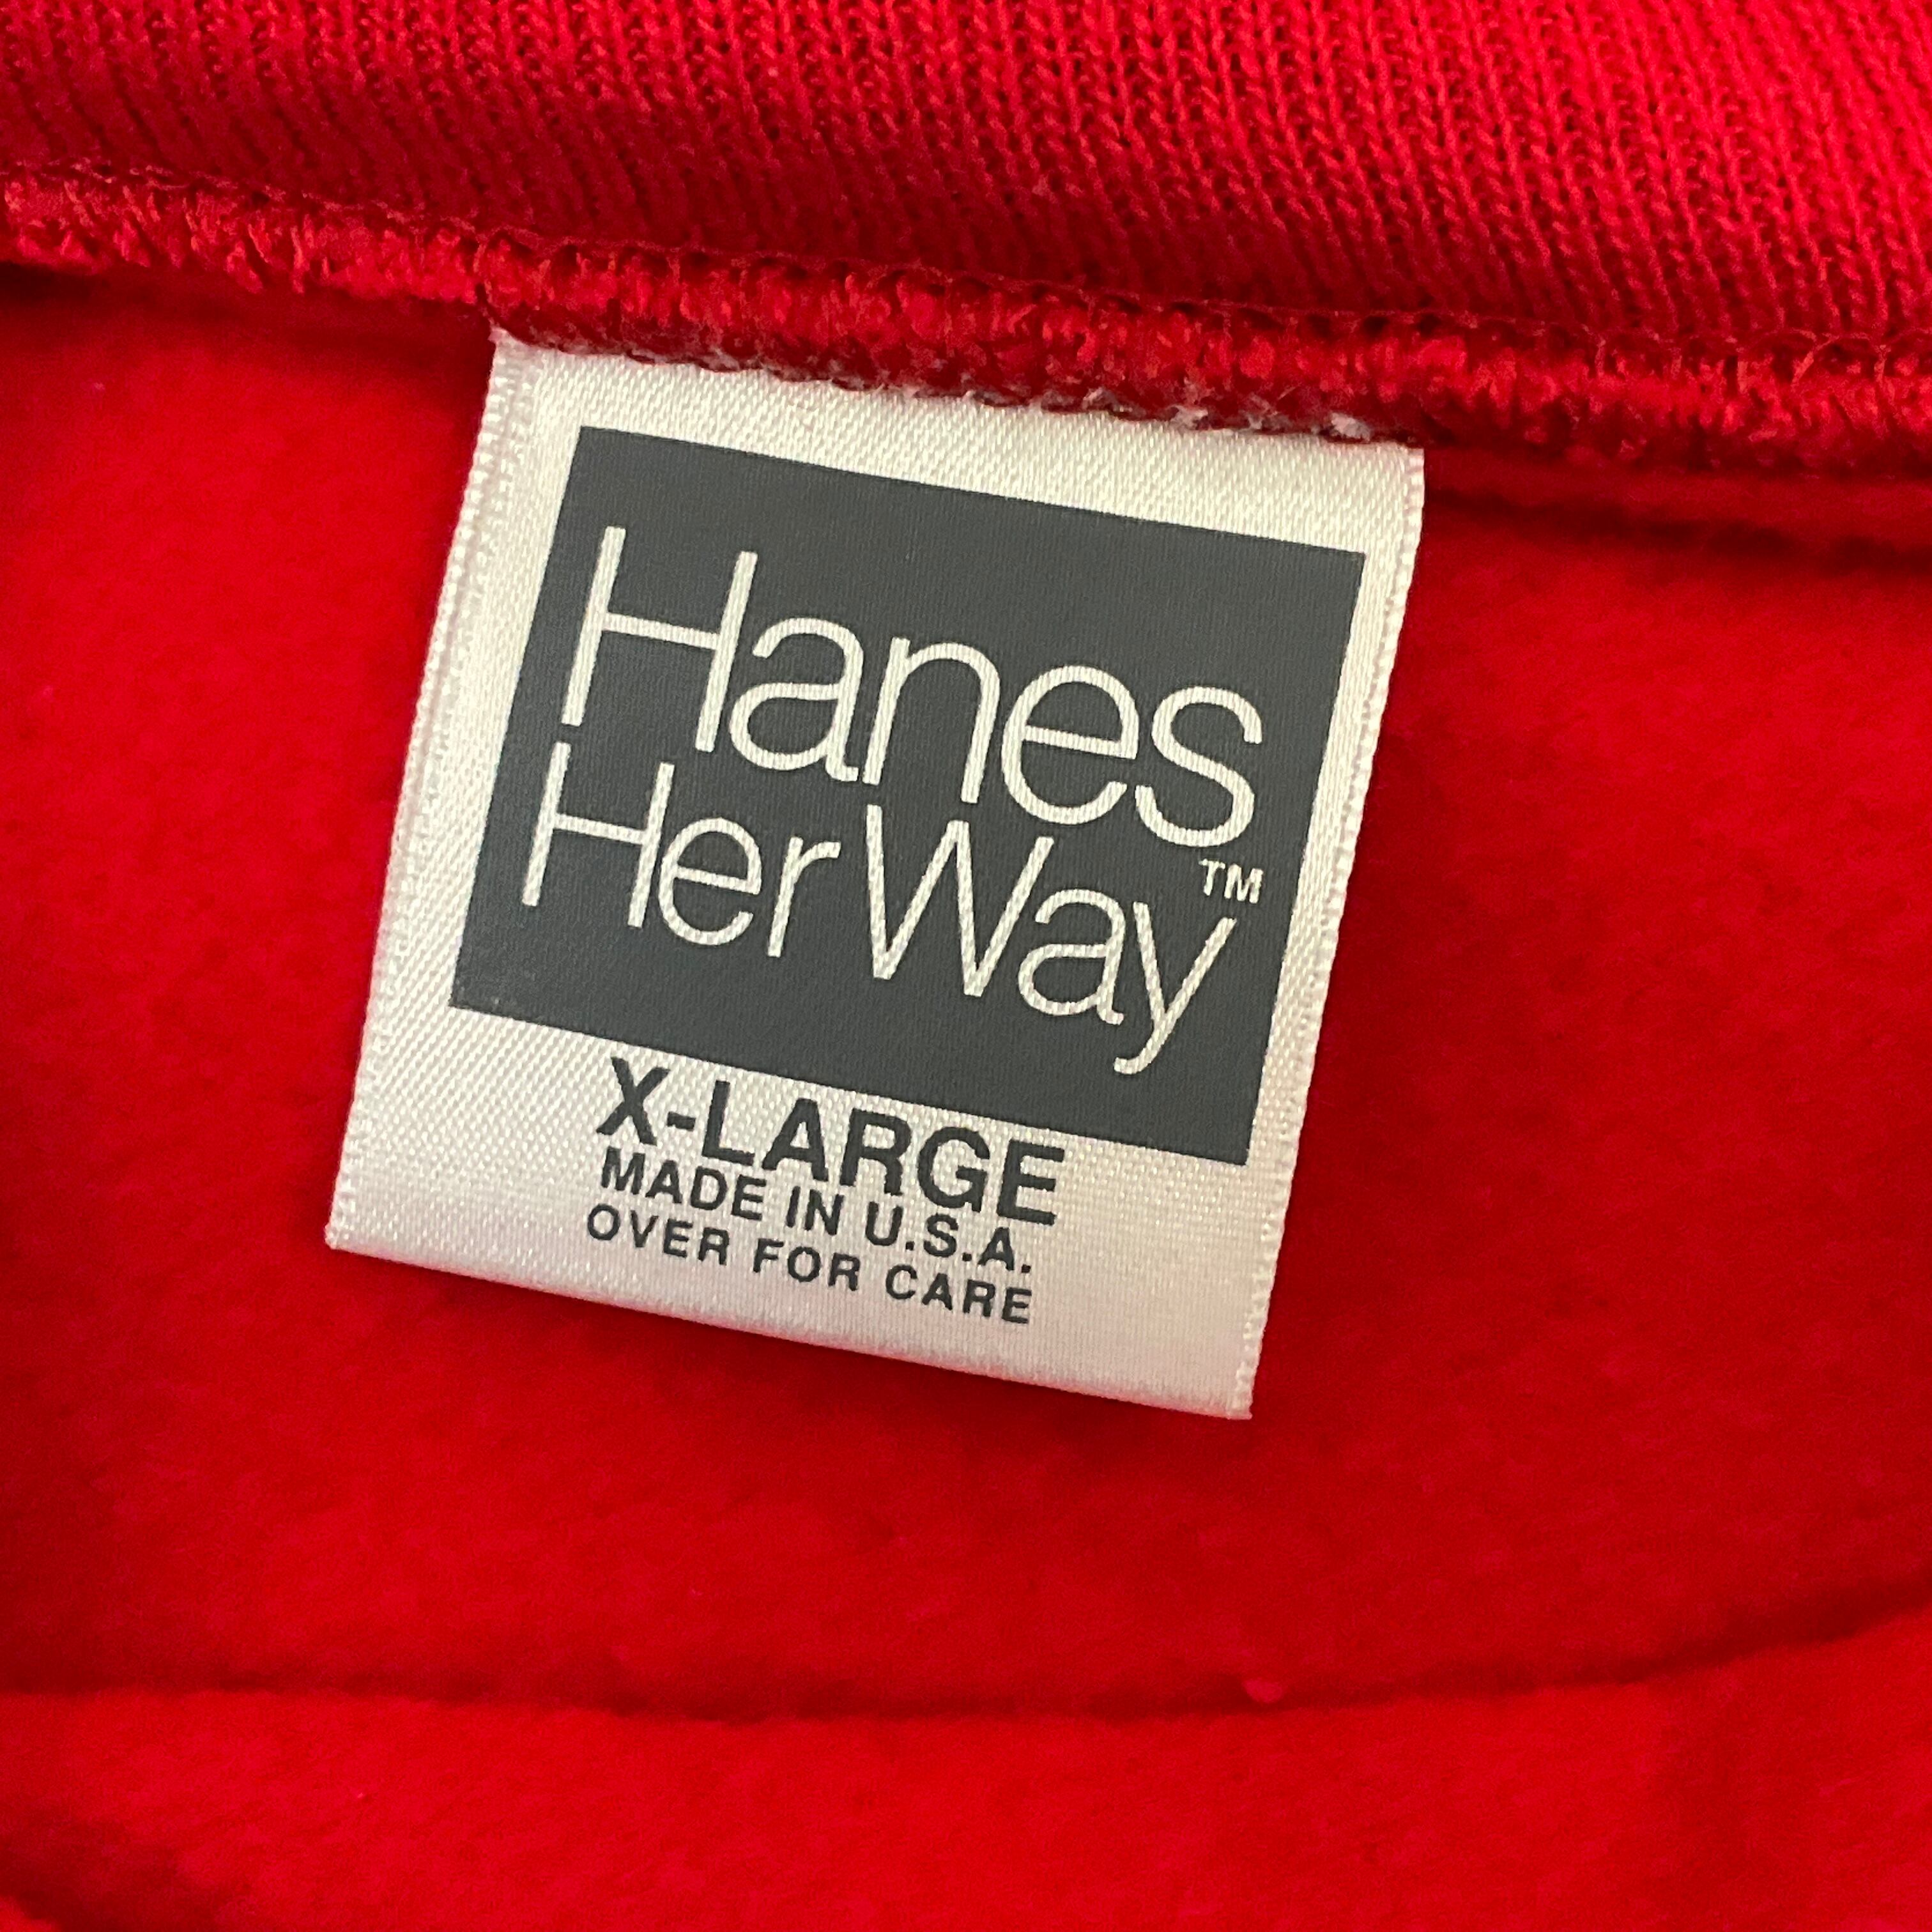 Hanes
Her Way™
X-LARGE
MADE IN U.S.A.
OVER FOR CARE